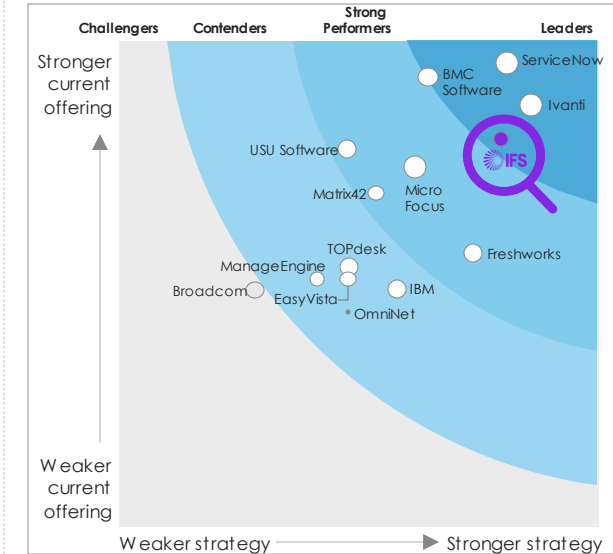 Challengers
Contenders
Strong
Performers
Leaders
Stronger
current
offering
ServiceNow
BMC
Software
Ivanti
USU Software
IFS
Micro
Focus
Matrix42
TOPdesk
Freshworks
ManageEngine
Broadcom
EasyVista
IBM
OmniNet
Weaker
current
offering
Weaker strategy
Stronger strategy